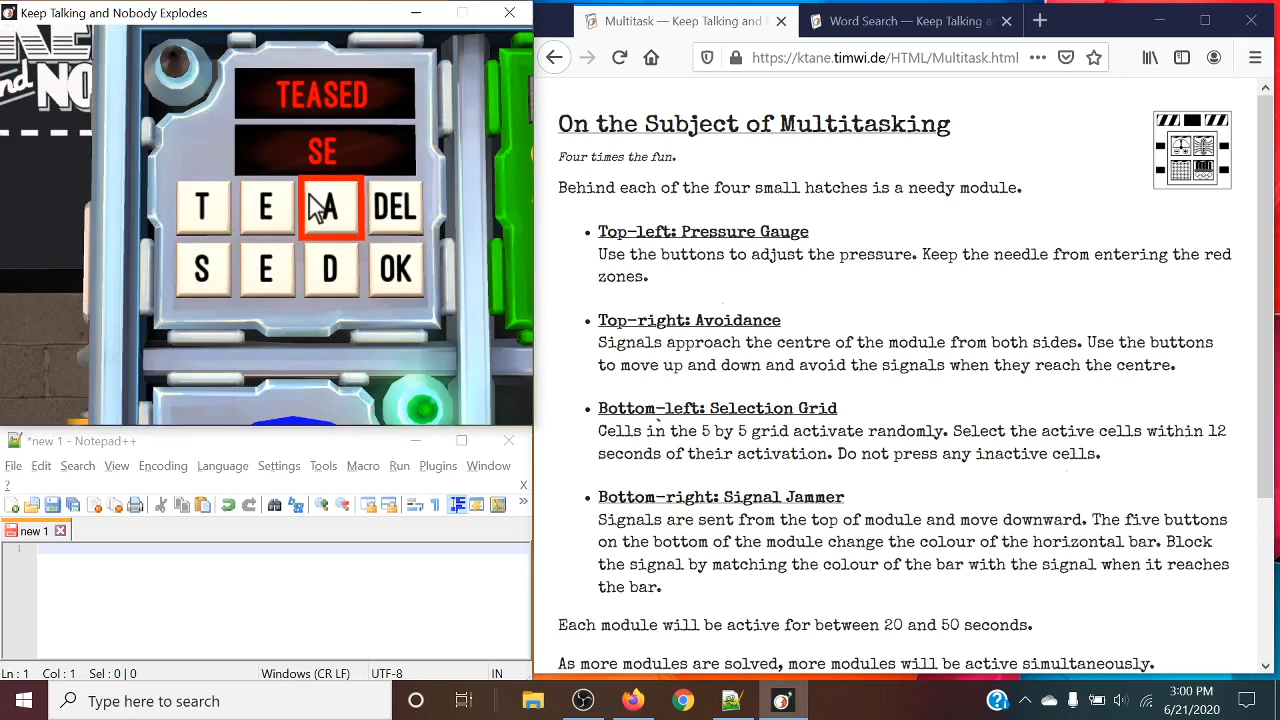 Keep Talking and Nobody Explodes
and NO
TEASED
SE
T E A DEL
S E D OK
*new 1 - Notepad++
File Edit Search View Encoding Language Settings Tools Macro Run Plugins Window
? X
new 1
1
Ln : 1 Col : 1 Sel : 0 | 0 Windows (CR LF) UTF-8 IN
Multitask — Keep Talking and
Word Search — Keep Talking a
https://ktane.timwi.de/HTML/Multitask.html
On the Subject of Multitasking
Four times the fun.
Behind each of the four small hatches is a needy module.
• Top-left: Pressure Gauge
Use the buttons to adjust the pressure. Keep the needle from entering the red
zones.
• Top-right: Avoidance
Signals approach the centre of the module from both sides. Use the buttons
to move up and down and avoid the signals when they reach the centre.
• Bottom-left: Selection Grid
Cells in the 5 by 5 grid activate randomly. Select the active cells within 12
seconds of their activation. Do not press any inactive cells.
• Bottom-right: Signal Jammer
Signals are sent from the top of module and move downward. The five buttons
on the bottom of the module change the colour of the horizontal bar. Block
the signal by matching the colour of the bar with the signal when it reaches
the bar.
Each module will be active for between 20 and 50 seconds.
As more modules are solved, more modules will be active simultaneously.
Type here to search
3:00 PM
6/21/2020